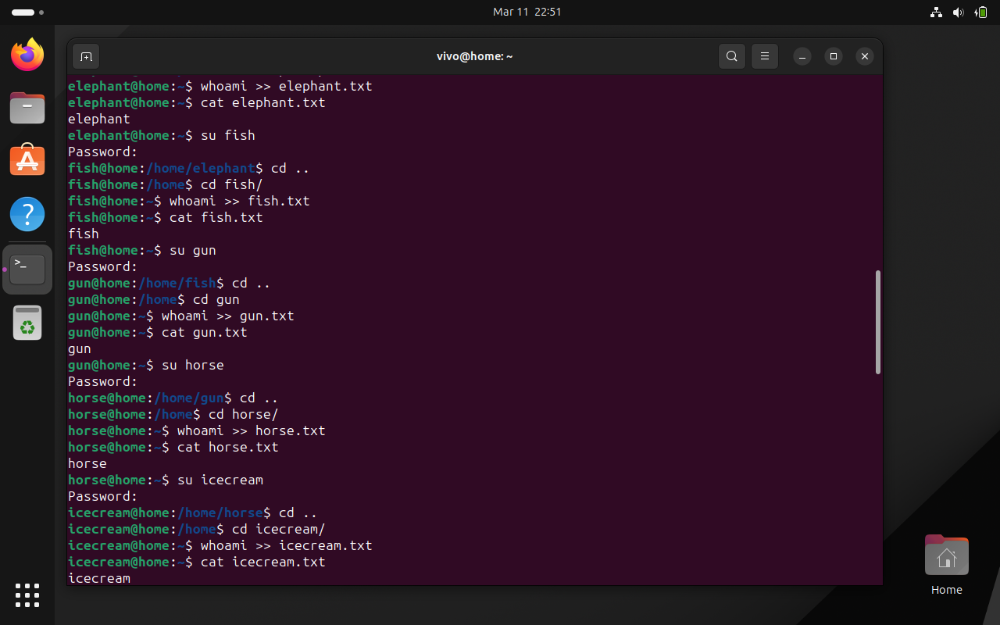 Mar 11 22:51
vivo@home: ~
elephant@home:~$ whoami >> elephant.txt
elephant@home:~$ cat elephant.txt
elephant
elephant@home:~$ su fish
Password:
fish@home:/home/elephant$ cd ..
fish@home:/home$ cd fish/
fish@home:~$ whoami >> fish.txt
fish@home:~$ cat fish.txt
fish
fish@home:~$ su gun
Password:
gun@home:/home/fish$ cd ..
gun@home:/home$ cd gun
gun@home:~$ whoami >> gun.txt
gun@home:~$ cat gun.txt
gun
gun@home:~$ su horse
Password:
horse@home:/home/gun$ cd ..
horse@home:/home$ cd horse/
horse@home:~$ whoami >> horse.txt
horse@home:~$ cat horse.txt
horse
horse@home:~$ su icecream
Password:
icecream@home:/home/horse$ cd ..
icecream@home:/home$ cd icecream/
icecream@home:~$ whoami >> icecream.txt
icecream@home:~$ cat icecream.txt
icecream
Home